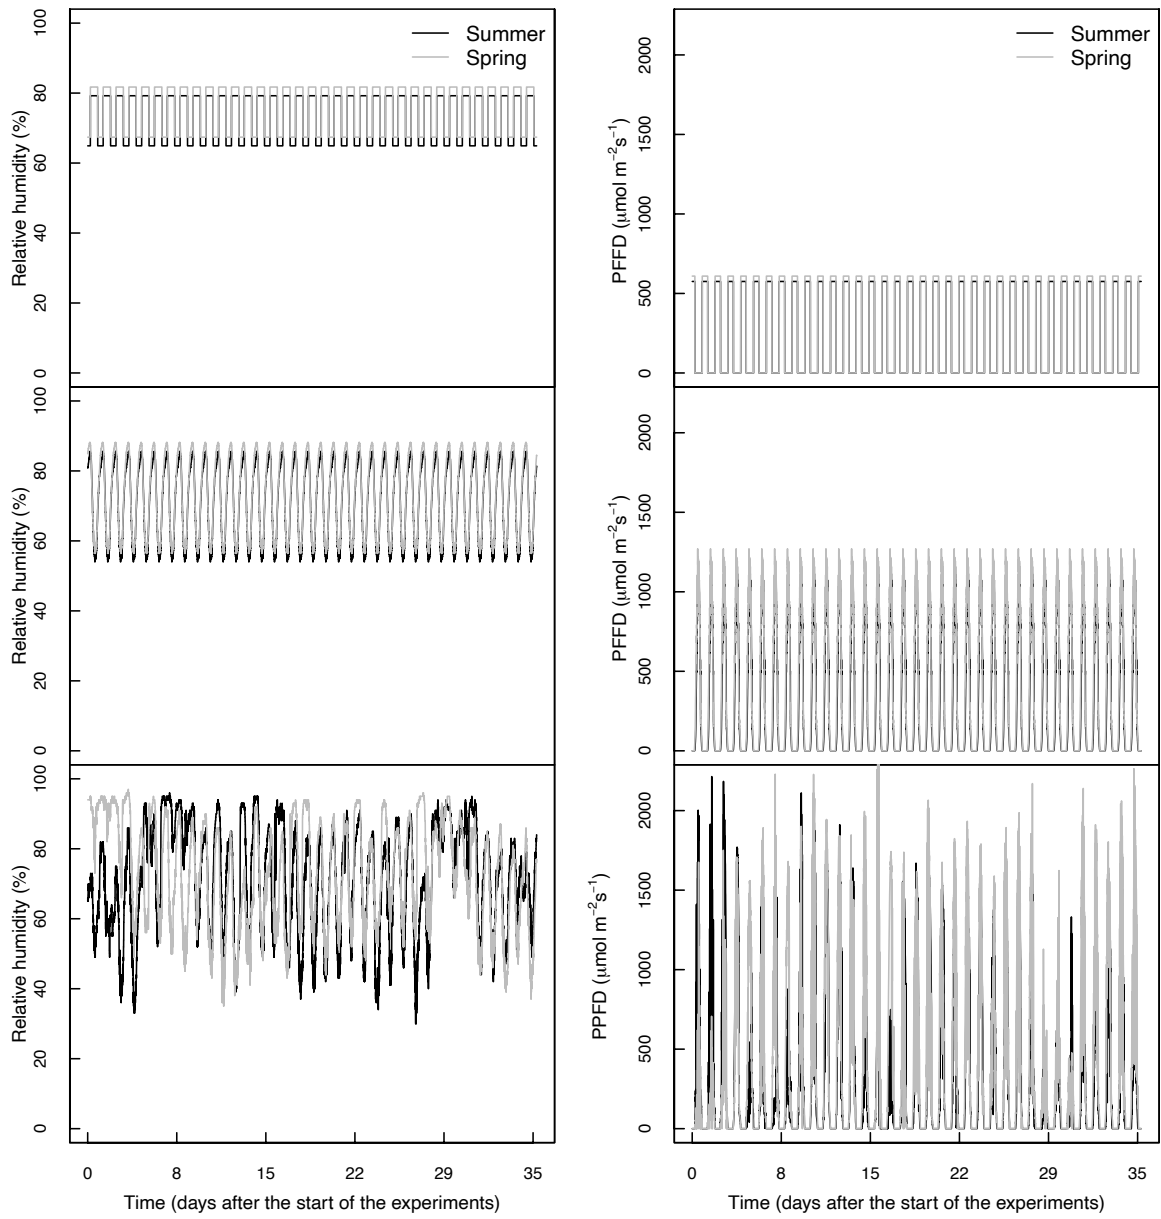 Relative humidity (%)
0 20 40 60 80 100
Summer
Spring
PFFD (μmol m−2s−1)
0 500 1000 1500 2000
Summer
Spring
Relative humidity (%)
0 20 40 60 80 100
PFFD (μmol m−2s−1)
0 500 1000 1500 2000
Relative humidity (%)
0 20 40 60 80 100
0 8 15 22 29 35
Time (days after the start of the experiments)
PPFD (μmol m−2s−1)
0 500 1000 1500 2000
0 8 15 22 29 35
Time (days after the start of the experiments)